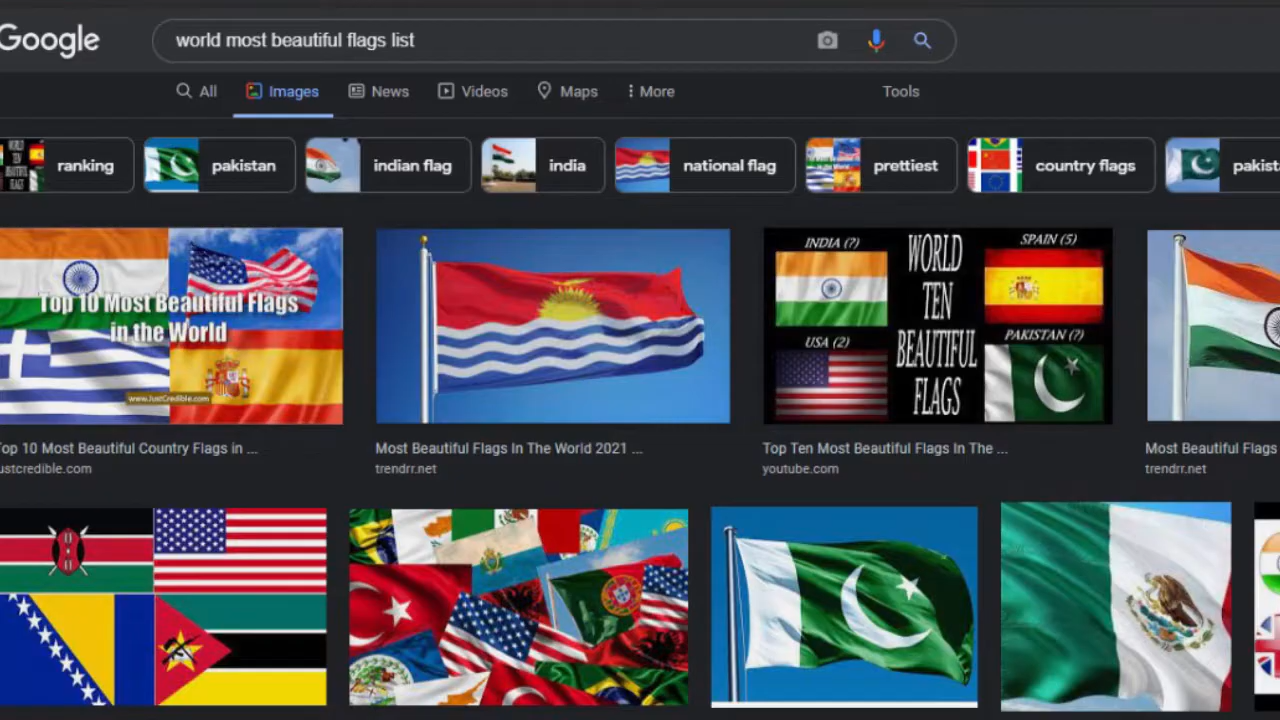 Google
world most beautiful flags list
All
Images
News
Videos
Maps
More
Tools
ranking
pakistan
indian flag
india
national flag
prettiest
country flags
pakist
Top 10 Most Beautiful Flags
in the World
www.JustCredible.com
INDIA (?)
USA (2)
WORLD
TEN
BEAUTIFUL
FLAGS
SPAIN (5)
PAKISTAN (?)
op 10 Most Beautiful Country Flags in ...
ustcredible.com
Most Beautiful Flags In The World 2021 ...
trendrr.net
Top Ten Most Beautiful Flags In The ...
youtube.com
Most Beautiful Flags
trendrr.net